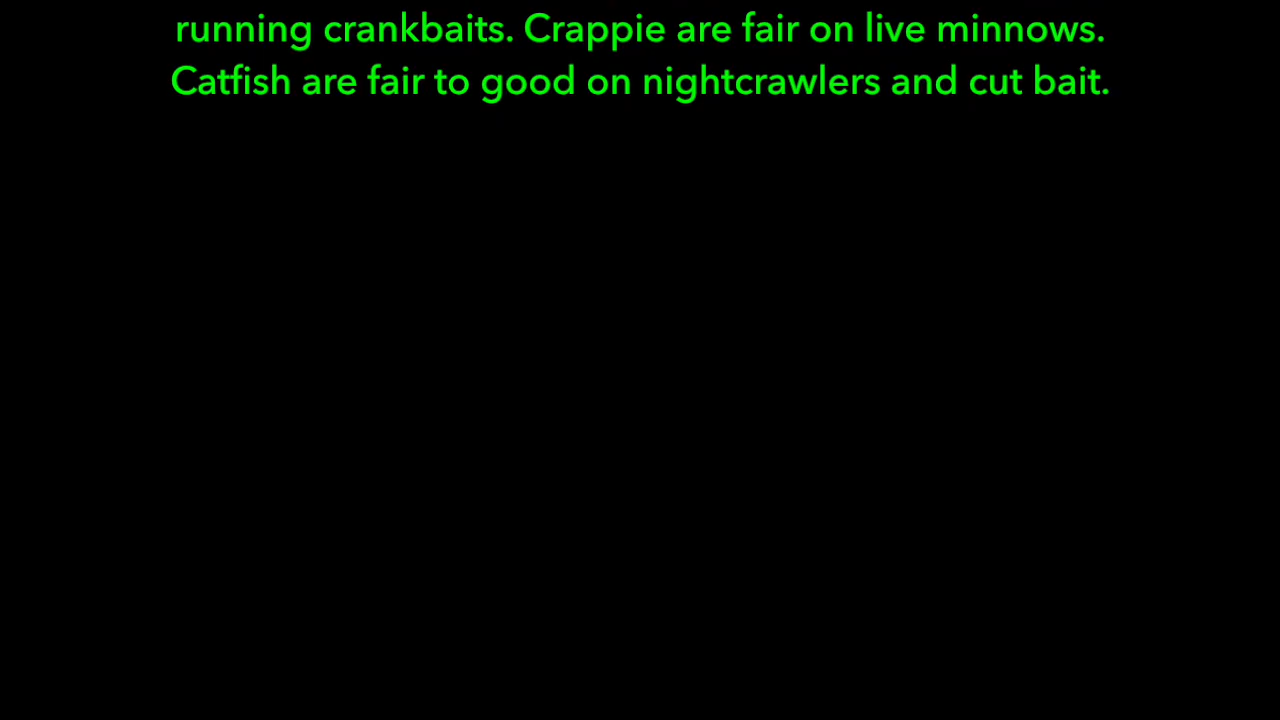 running crankbaits. Crappie are fair on live minnows.
Catfish are fair to good on nightcrawlers and cut bait.